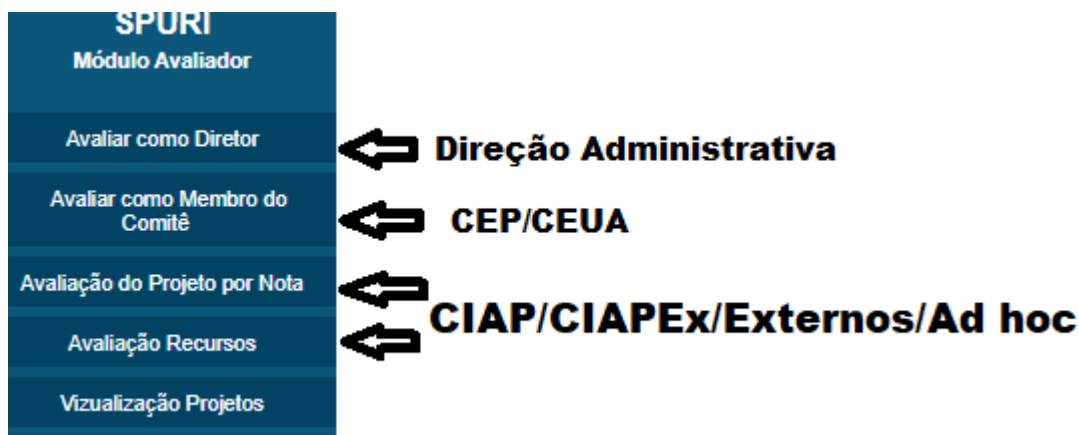 SPURI
Módulo Avaliador
Avaliar como Diretor
Direção Administrativa
Avaliar como Membro do
Comitê
CEP/CEUA
Avaliação do Projeto por Nota
CIAP/CIAPEx/Externos/Ad hoc
Avaliação Recursos
Vizualização Projetos